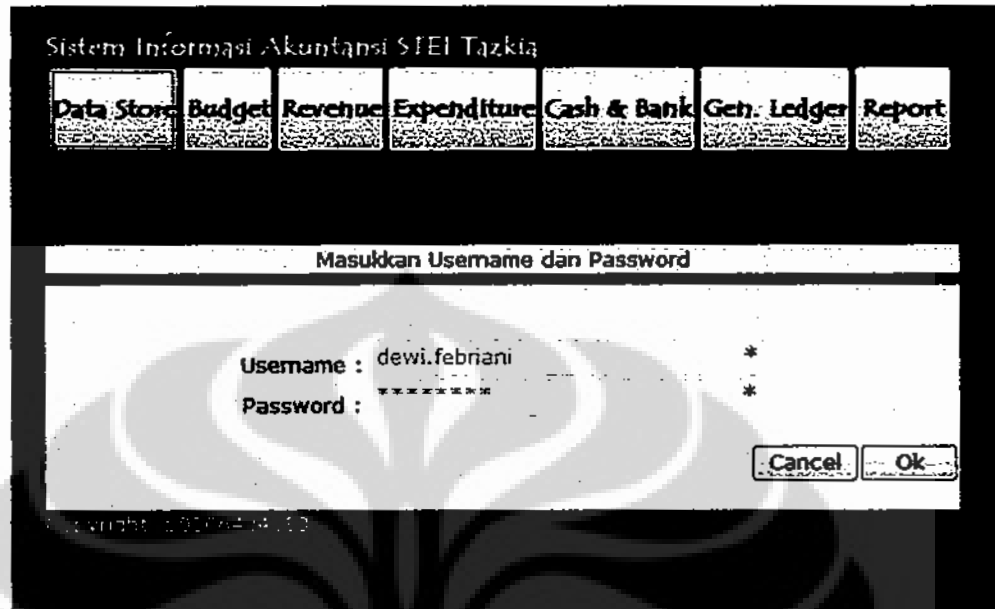 Sistem Informasi Akuntansi STEI Tazkia
Data Store Budget Revenue Expenditure Cash & Bank Gen. Ledger Report
Masukkan Username dan Password
Username : dewi.febriani *
Password : ******** *
Cancel Ok